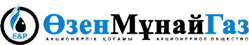 ӨзенМұнайГаз
E&P АКЦИОНЕРЛІК ҚОҒАМЫ АКЦИОНЕРНОЕ ОБЩЕСТВО